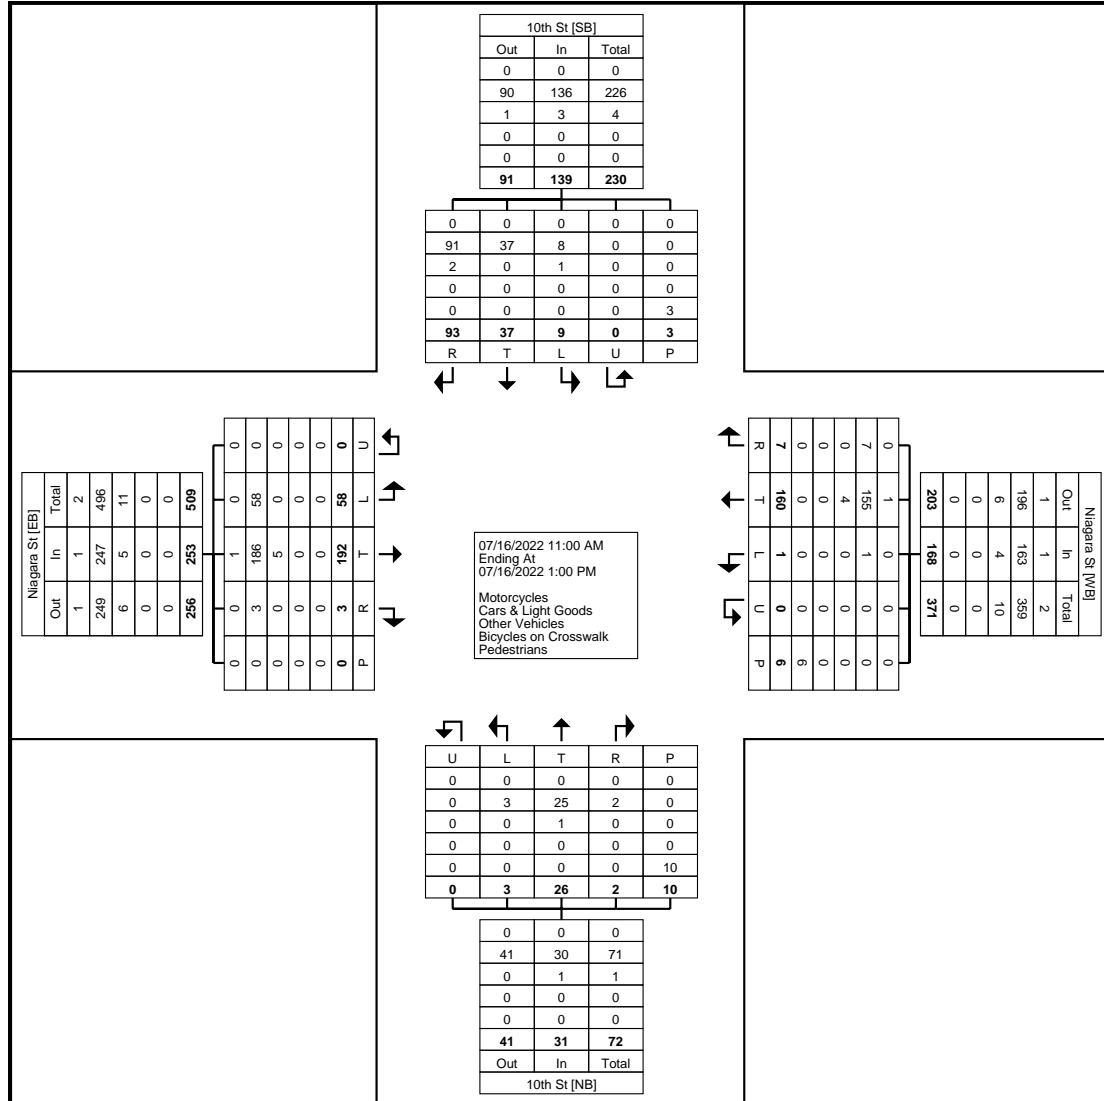 10th St [SB]
Out In Total
0 0 0
90 136 226
1 3 4
0 0 0
0 0 0
91 139 230
0 0 0 0 0
91 37 8 0 0
2 0 1 0 0
0 0 0 0 0
0 0 0 0 3
93 37 9 0 3
R T L U P
Niagara St [EB]
Total 2 496 11 0 0 509
In 1 247 5 0 0 253
Out 1 249 6 0 0 256
0 0 0 0 0 0 U
0 58 0 0 0 58 L
1 186 5 0 0 192 T
0 3 0 0 0 3 R
0 0 0 0 0 0 P
07/16/2022 11:00 AM
Ending At
07/16/2022 1:00 PM
Motorcycles
Cars & Light Goods
Other Vehicles
Bicycles on Crosswalk
Pedestrians
R 7 0 0 0 7 0
T 160 0 0 4 155 1
L 1 0 0 0 1 0
U 0 0 0 0 0 0
P 6 6 0 0 0 0
Niagara St [WB]
Out 1 196 6 0 0 203
In 1 163 4 0 0 168
Total 2 359 10 0 0 371
U L T R P
0 0 0 0 0
0 3 25 2 0
0 0 1 0 0
0 0 0 0 0
0 0 0 0 10
0 3 26 2 10
0 0 0
41 30 71
0 1 1
0 0 0
0 0 0
41 31 72
Out In Total
10th St [NB]